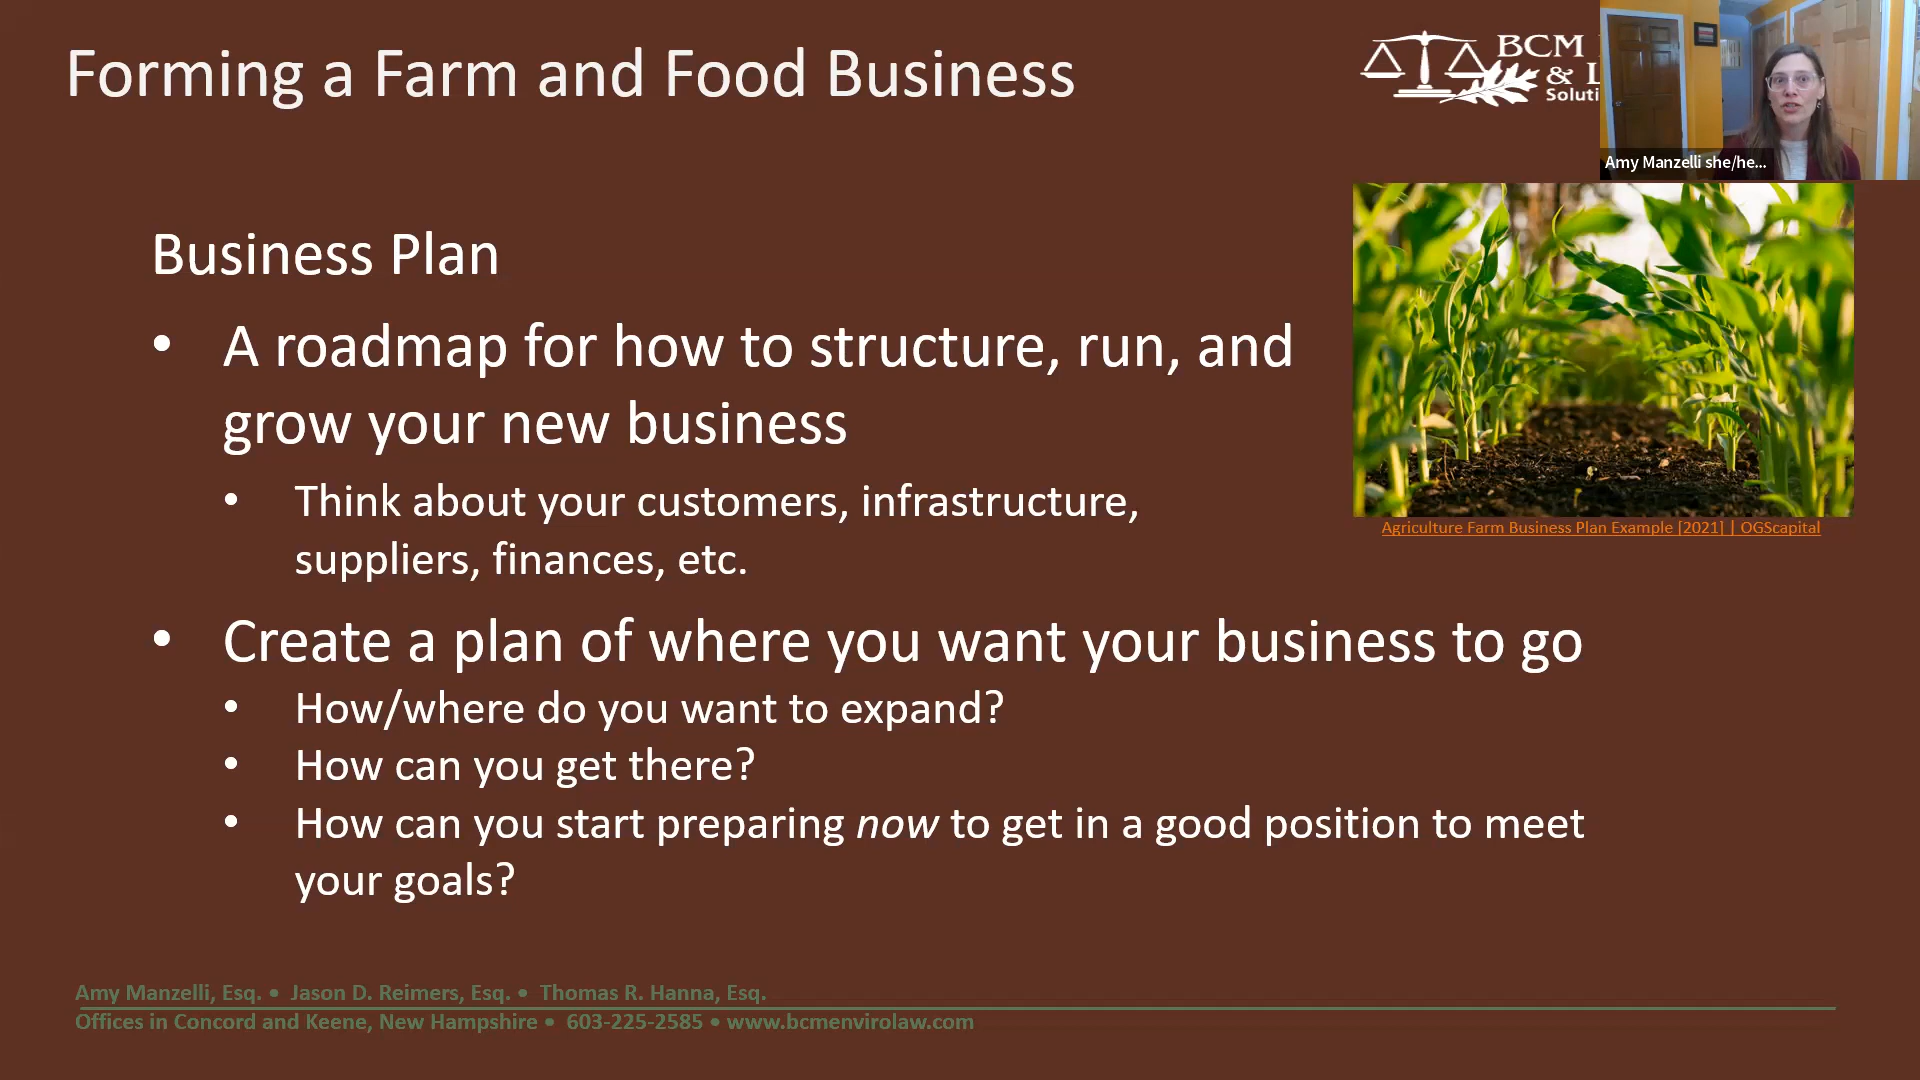 Forming a Farm and Food Business
BCM
& L
Soluti
Amy Manzelli she/he...
Business Plan
• A roadmap for how to structure, run, and
grow your new business
• Think about your customers, infrastructure,
suppliers, finances, etc.
Agriculture Farm Business Plan Example [2021] | OGScapital
• Create a plan of where you want your business to go
• How/where do you want to expand?
• How can you get there?
• How can you start preparing now to get in a good position to meet
your goals?
Amy Manzelli, Esq. • Jason D. Reimers, Esq. • Thomas R. Hanna, Esq.
Offices in Concord and Keene, New Hampshire • 603-225-2585 • www.bcmenvirolaw.com